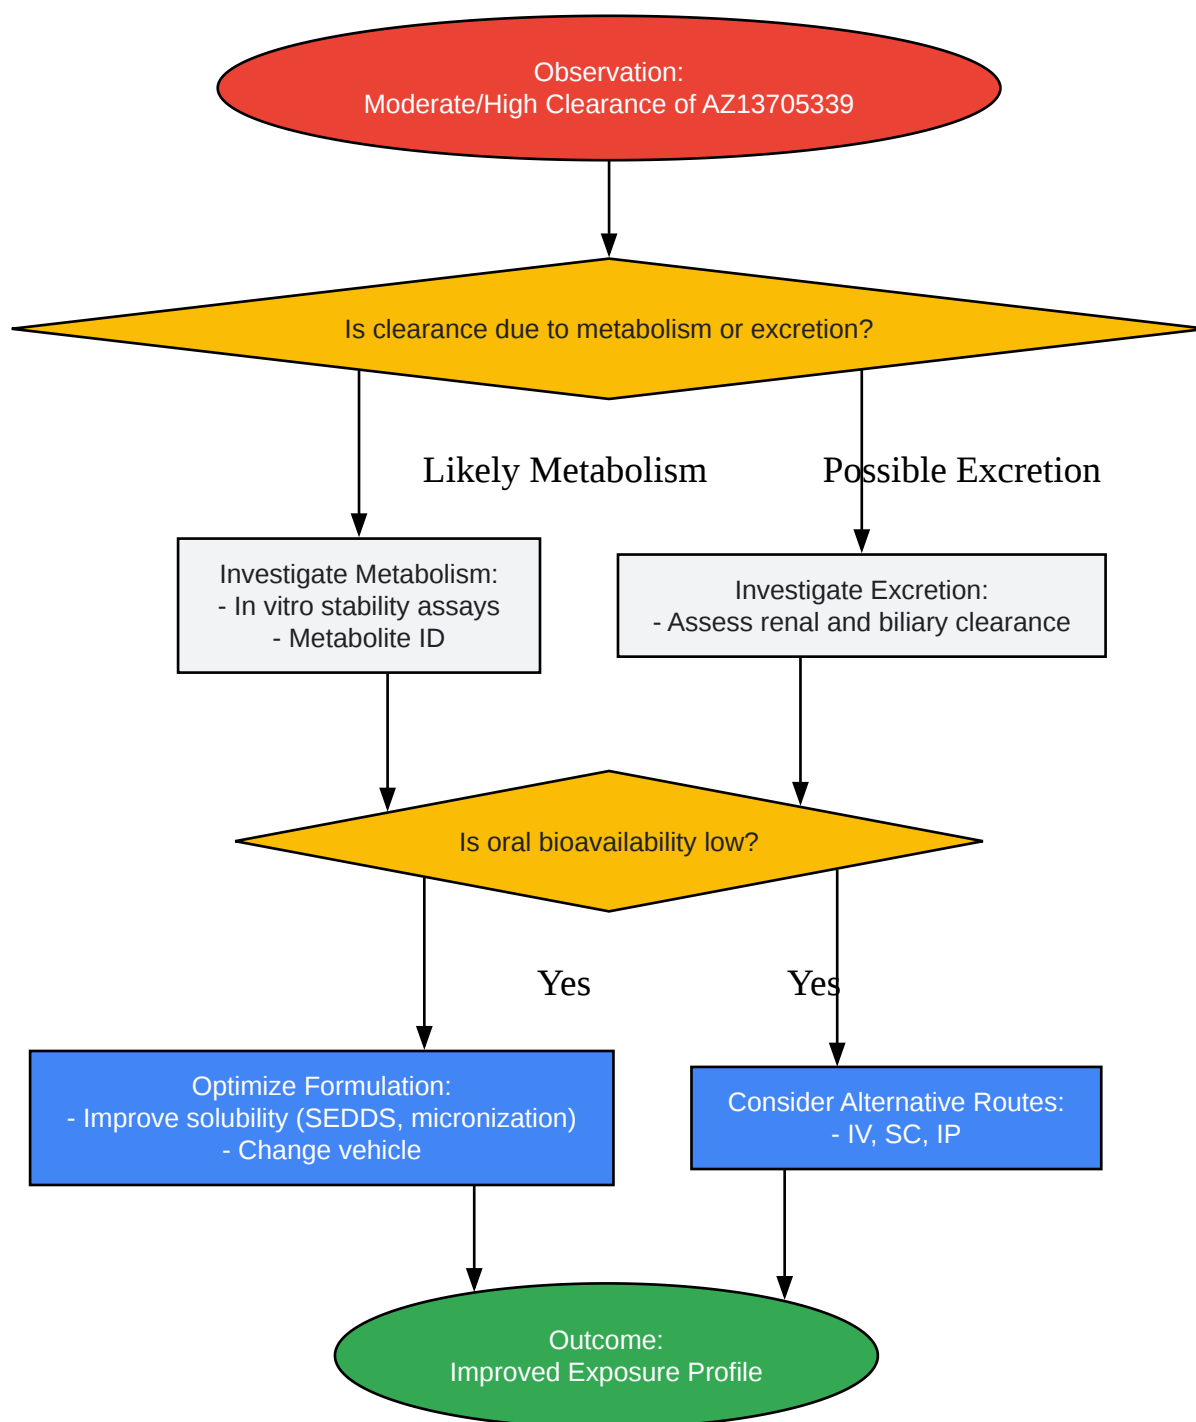 Observation:
Moderate/High Clearance of AZ13705339
Is clearance due to metabolism or excretion?
Likely Metabolism
Possible Excretion
Investigate Metabolism:
- In vitro stability assays
- Metabolite ID
Investigate Excretion:
- Assess renal and biliary clearance
Is oral bioavailability low?
Yes
Yes
Optimize Formulation:
- Improve solubility (SEDDS, micronization)
- Change vehicle
Consider Alternative Routes:
- IV, SC, IP
Outcome:
Improved Exposure Profile